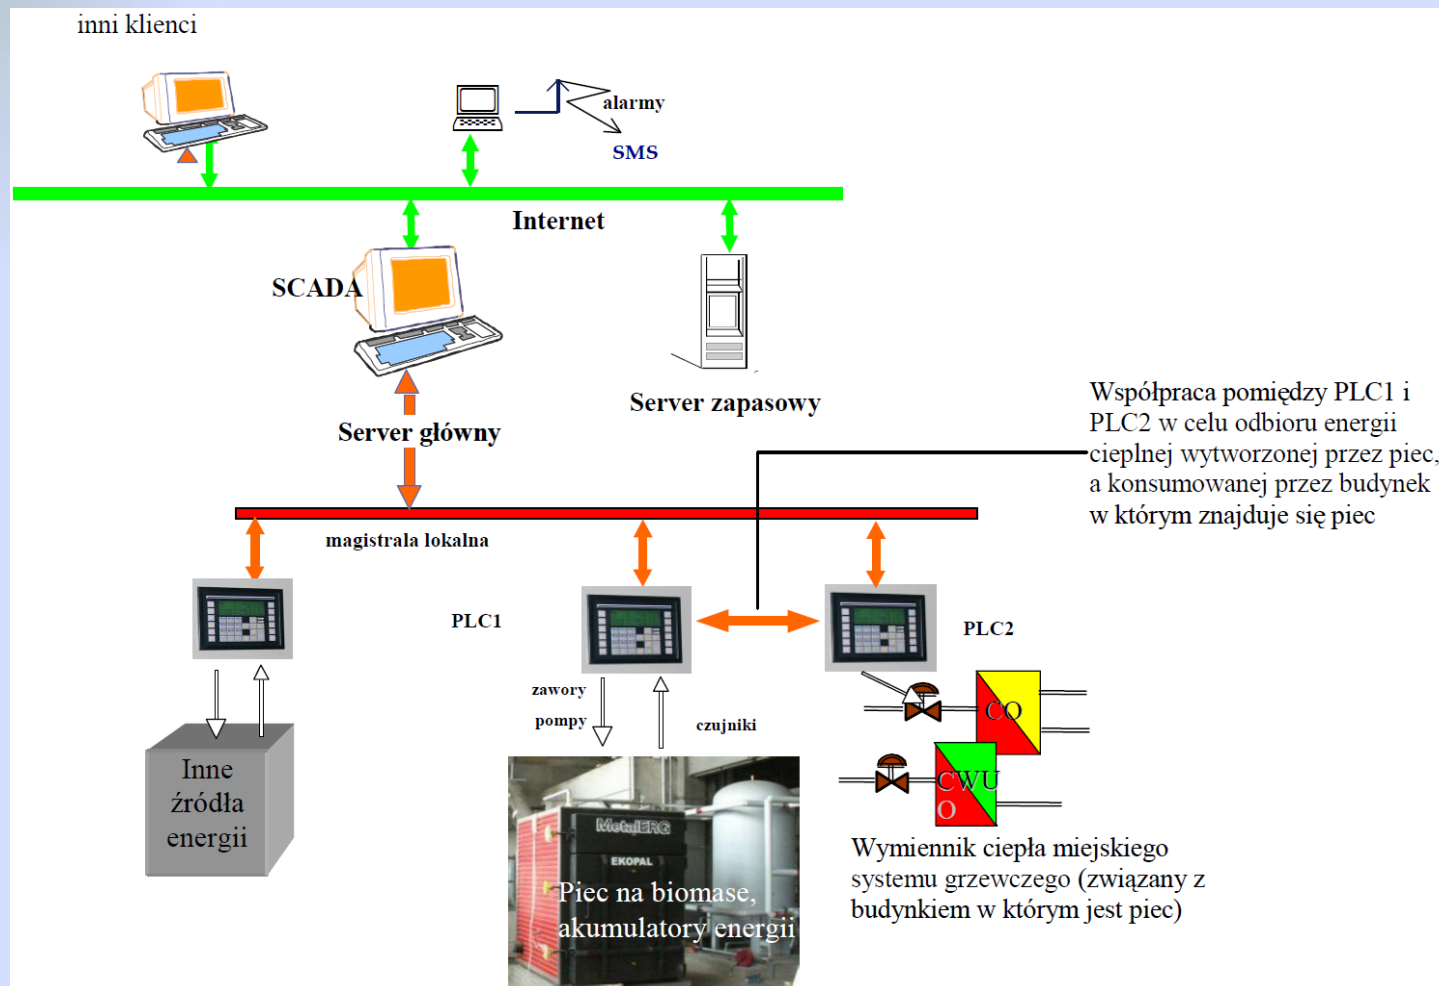 inni klienci
alarmy
SMS
Internet
SCADA
Server zapasowy
Server główny
Współpraca pomiędzy PLC1 i
PLC2 w celu odbioru energii
cieplnej wytworzonej przez piec,
a konsumowanej przez budynek
w którym znajduje się piec
magistrala lokalna
PLC1
PLC2
zawory
pompy
czujniki
CO
CWU
O
Inne
źródła
energii
MetalERG
EKOPAL
Piec na biomase,
akumulatory energii
Wymiennik ciepła miejskiego
systemu grzewczego (związany z
budynkiem w którym jest piec)